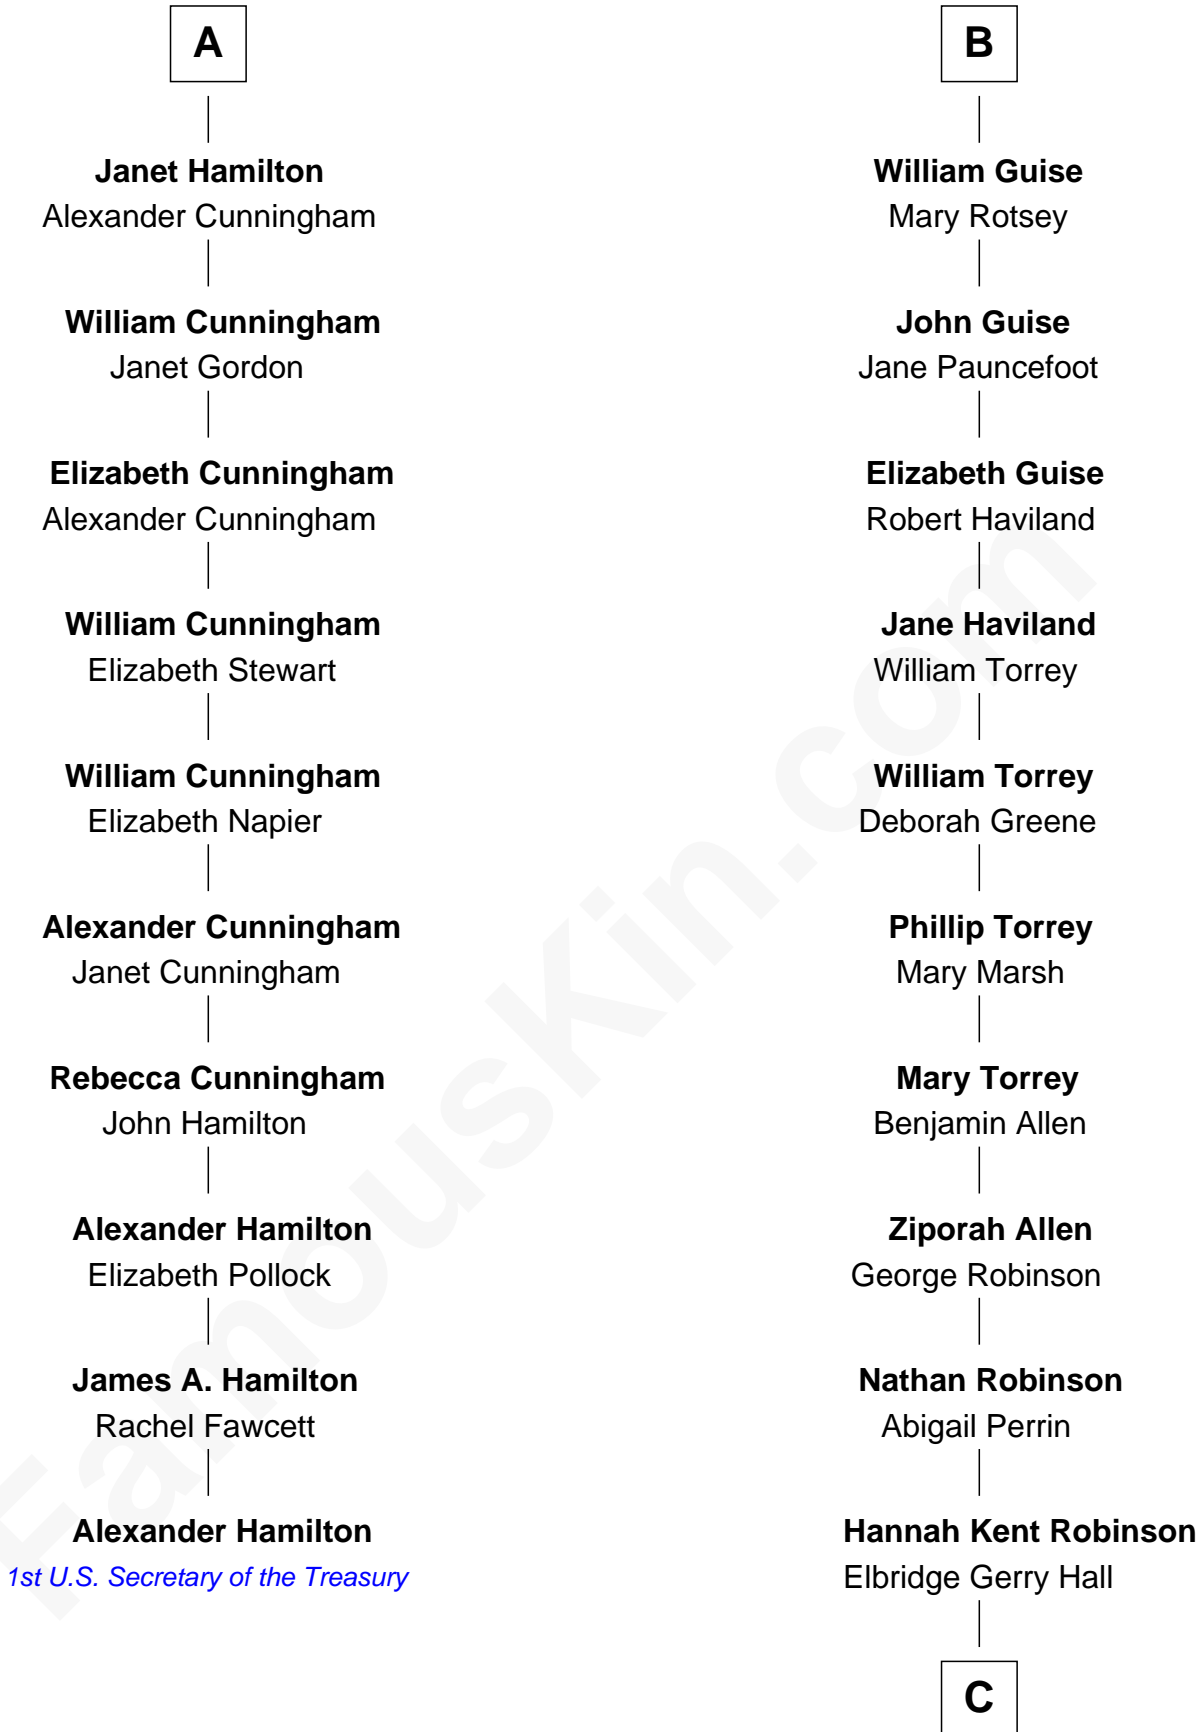 A
Janet Hamilton
Alexander Cunningham
William Cunningham
Janet Gordon
Elizabeth Cunningham
Alexander Cunningham
William Cunningham
Elizabeth Stewart
William Cunningham
Elizabeth Napier
Alexander Cunningham
Janet Cunningham
Rebecca Cunningham
John Hamilton
Alexander Hamilton
Elizabeth Pollock
James A. Hamilton
Rachel Fawcett
Alexander Hamilton
1st U.S. Secretary of the Treasury
B
William Guise
Mary Rotsey
John Guise
Jane Pauncefoot
Elizabeth Guise
Robert Haviland
Jane Haviland
William Torrey
William Torrey
Deborah Greene
Phillip Torrey
Mary Marsh
Mary Torrey
Benjamin Allen
Ziporah Allen
George Robinson
Nathan Robinson
Abigail Perrin
Hannah Kent Robinson
Elbridge Gerry Hall
C
FamousKin.com